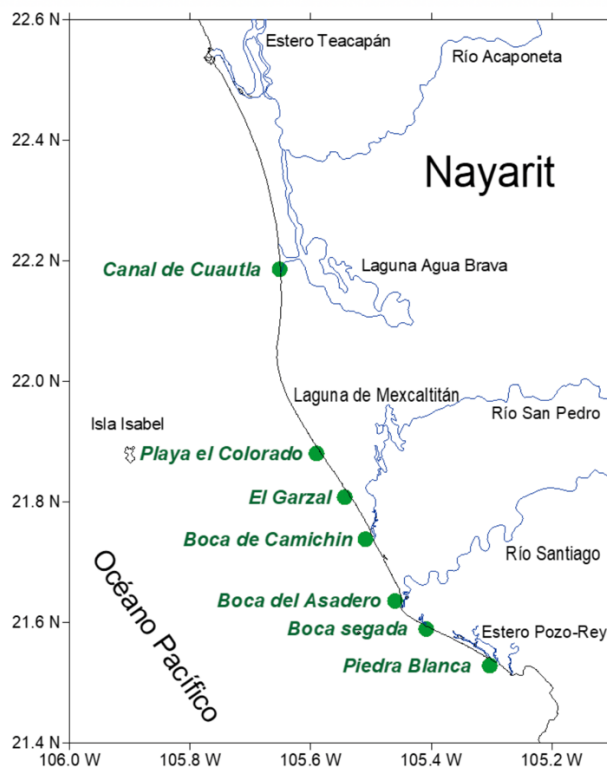 22.6 N
Estero Teacapán
Río Acaponeta
22.4 N
Nayarit
22.2 N
Canal de Cuautla
Laguna Agua Brava
22.0 N
Laguna de Mexcaltitán
Río San Pedro
Isla Isabel
Playa el Colorado
21.8 N
El Garzal
Boca de Camichin
Río Santiago
Océano Pacífico
Boca del Asadero
21.6 N
Boca segada
Estero Pozo-Rey
Piedra Blanca
21.4 N
106.0 W
105.8 W
105.6 W
105.4 W
105.2 W